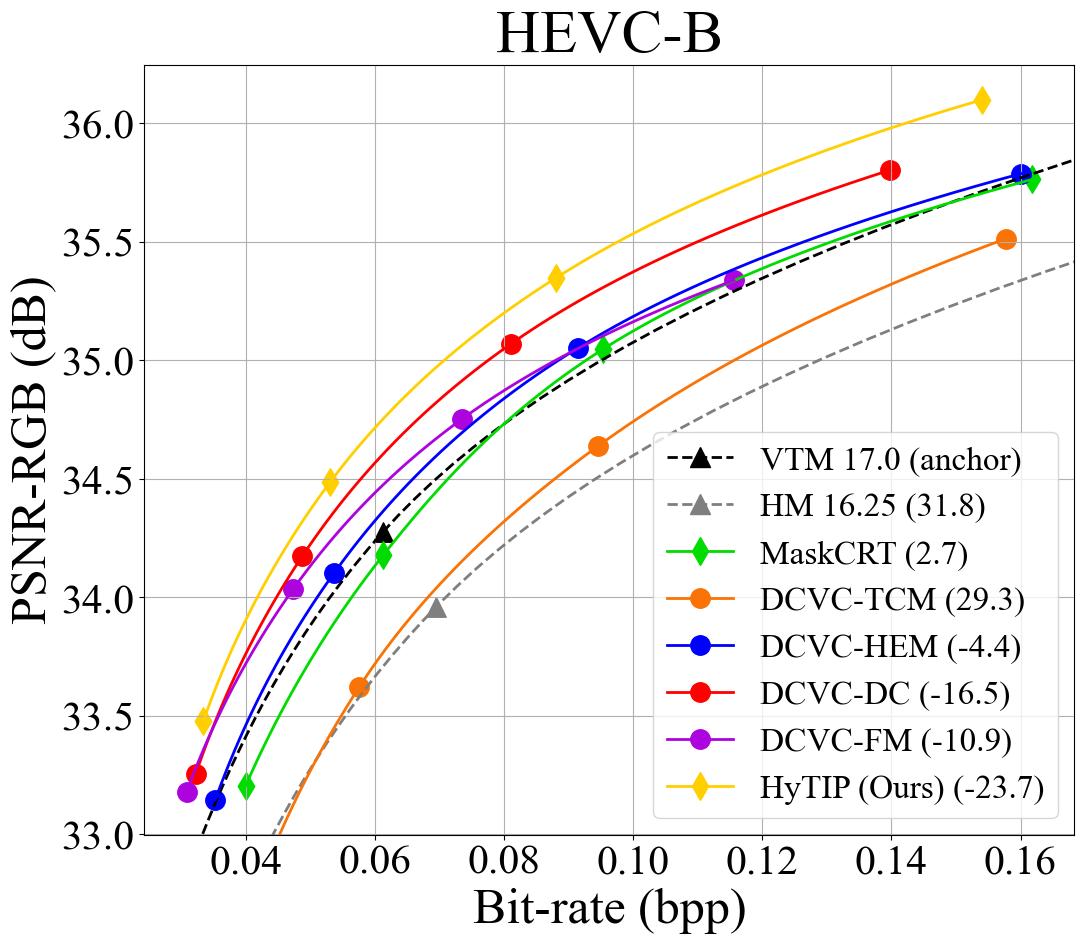 HEVC-B
PSNR-RGB (dB)
36.0
35.5
35.0
34.5
34.0
33.5
33.0
VTM 17.0 (anchor)
HM 16.25 (31.8)
MaskCRT (2.7)
DCVC-TCM (29.3)
DCVC-HEM (-4.4)
DCVC-DC (-16.5)
DCVC-FM (-10.9)
HyTIP (Ours) (-23.7)
0.04 0.06 0.08 0.10 0.12 0.14 0.16
Bit-rate (bpp)